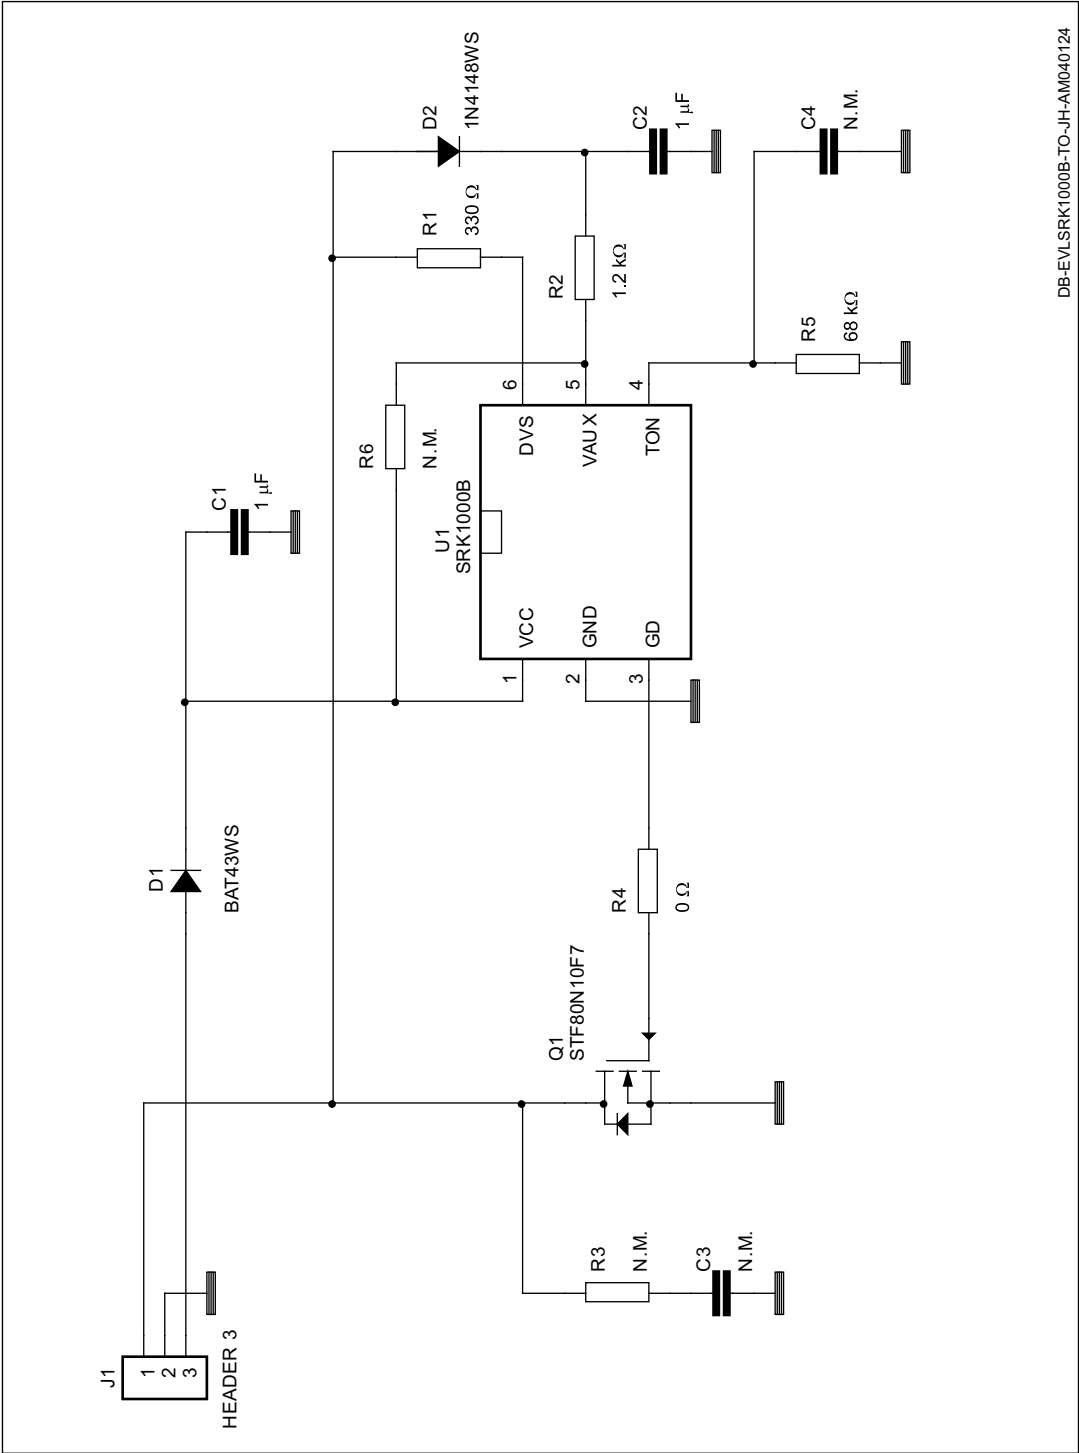 J1
1
2
3
HEADER 3
D1
BAT43WS
C1
1 µF
R3
N.M.
C3
N.M.
Q1
STF80N10F7
R4
0 Ω
R6
N.M.
U1
SRK1000B
1
2
3
VCC
GND
GD
DVS
VAUX
TON
6
5
4
R1
330 Ω
D2
1N4148WS
R2
1.2 kΩ
C2
1 µF
R5
68 kΩ
C4
N.M.
DB-EVLSRK1000B-TO-JH-AM040124